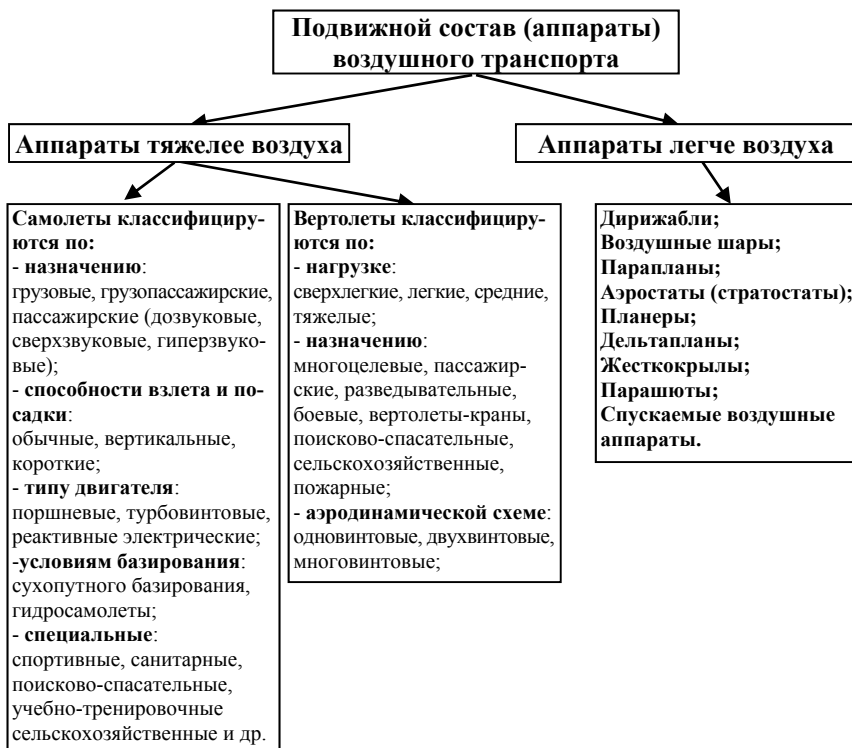 Подвижной состав (аппараты)
воздушного транспорта
Аппараты тяжелее воздуха
Аппараты легче воздуха
Самолеты классифициру-
ются по:
- назначению:
грузовые, грузопассажирские,
пассажирские (дозвуковые,
сверхзвуковые, гиперзвуко-
вые);
- способности взлета и по-
садки:
обычные, вертикальные,
короткие;
- типу двигателя:
поршневые, турбовинтовые,
реактивные электрические;
-условиям базирования:
сухопутного базирования,
гидросамолеты;
- специальные:
спортивные, санитарные,
поисково-спасательные,
учебно-тренировочные
сельскохозяйственные и др.
Вертолеты классифициру-
ются по:
- нагрузке:
сверхлегкие, легкие, средние,
тяжелые;
- назначению:
многоцелевые, пассажир-
ские, разведывательные,
боевые, вертолеты-краны,
поисково-спасательные,
сельскохозяйственные,
пожарные;
- аэродинамической схеме:
одновинтовые, двухвинтовые,
многовинтовые;
Дирижабли;
Воздушные шары;
Парапланы;
Аэростаты (стратостаты);
Планеры;
Дельтапланы;
Жесткокрылы;
Парашюты;
Спускаемые воздушные
аппараты.